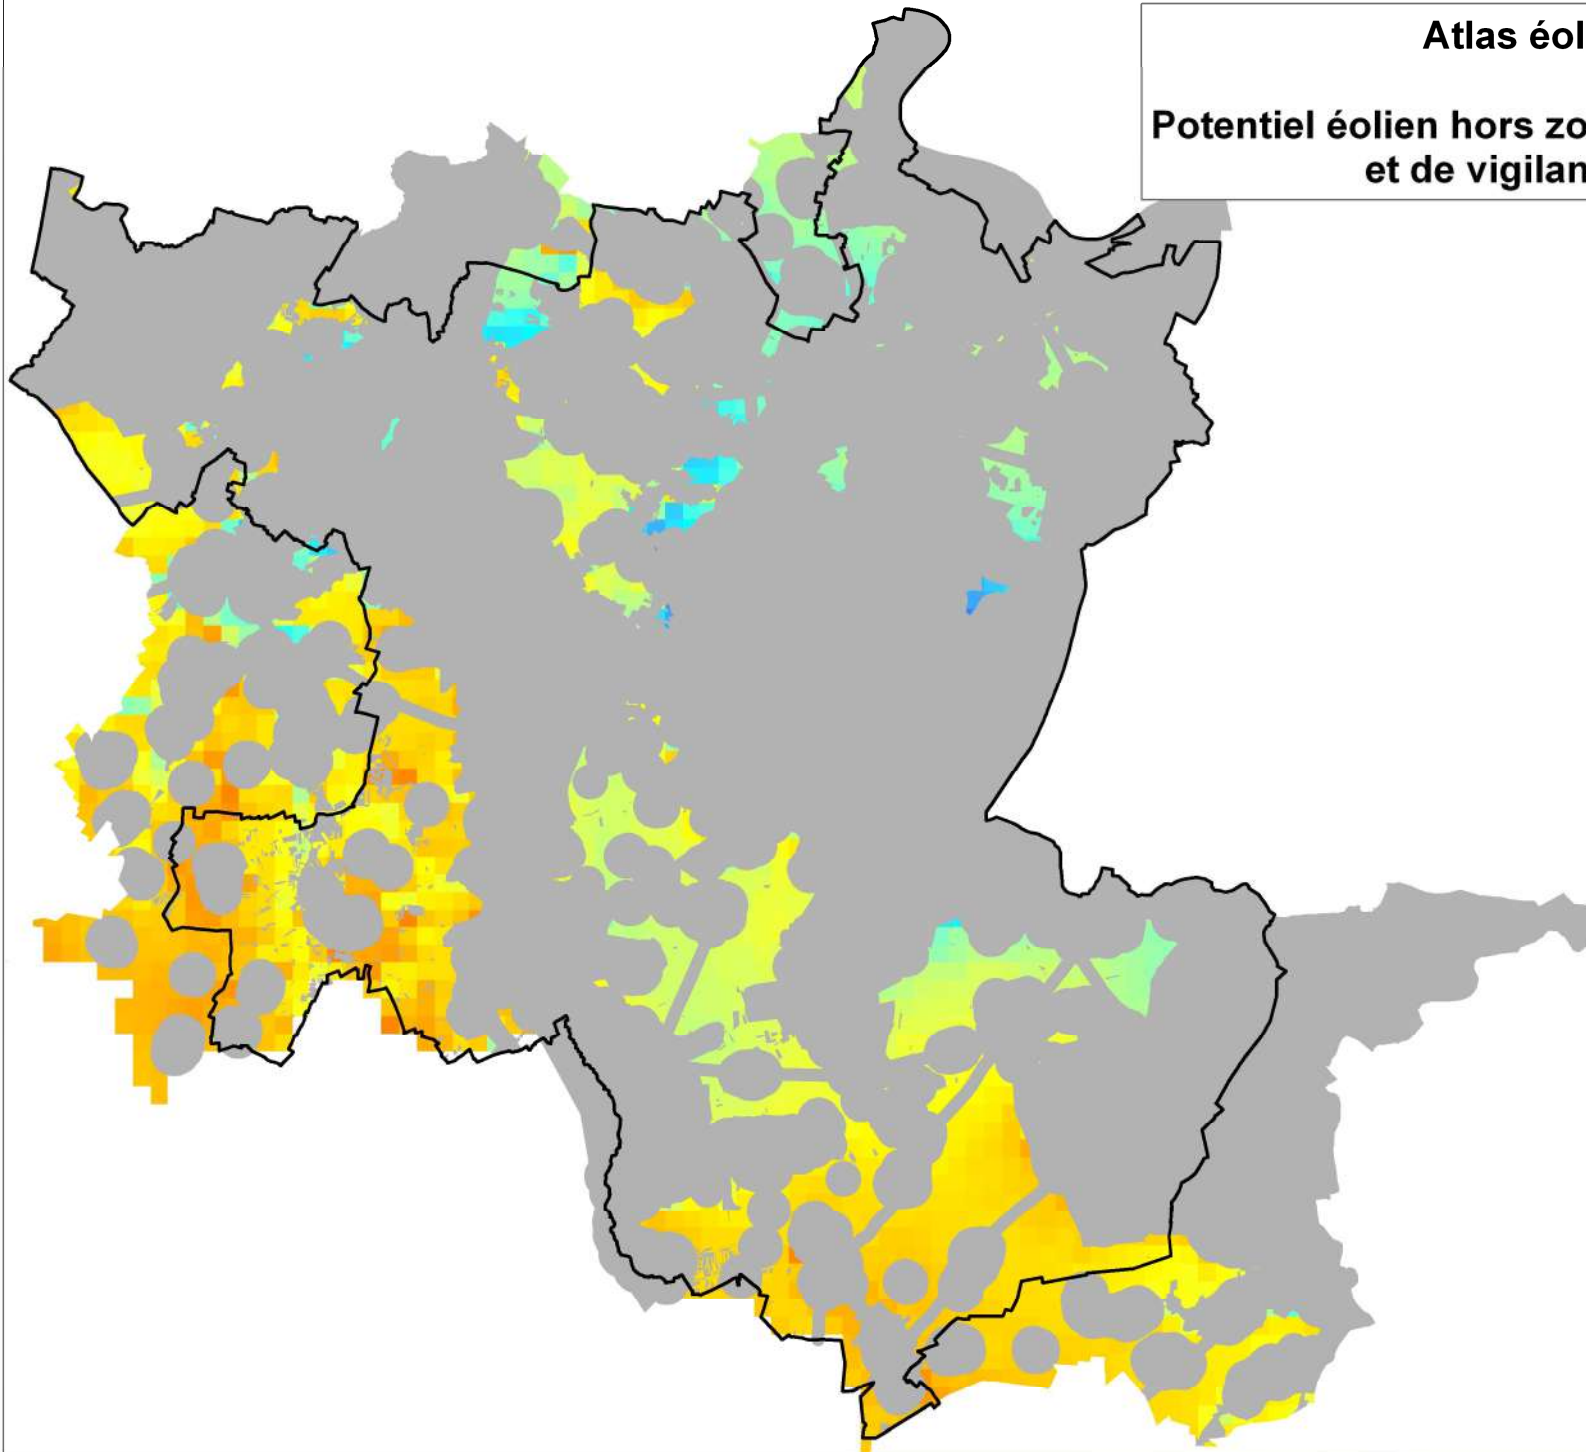 Atlas éol
Potentiel éolien hors zo
et de vigilan